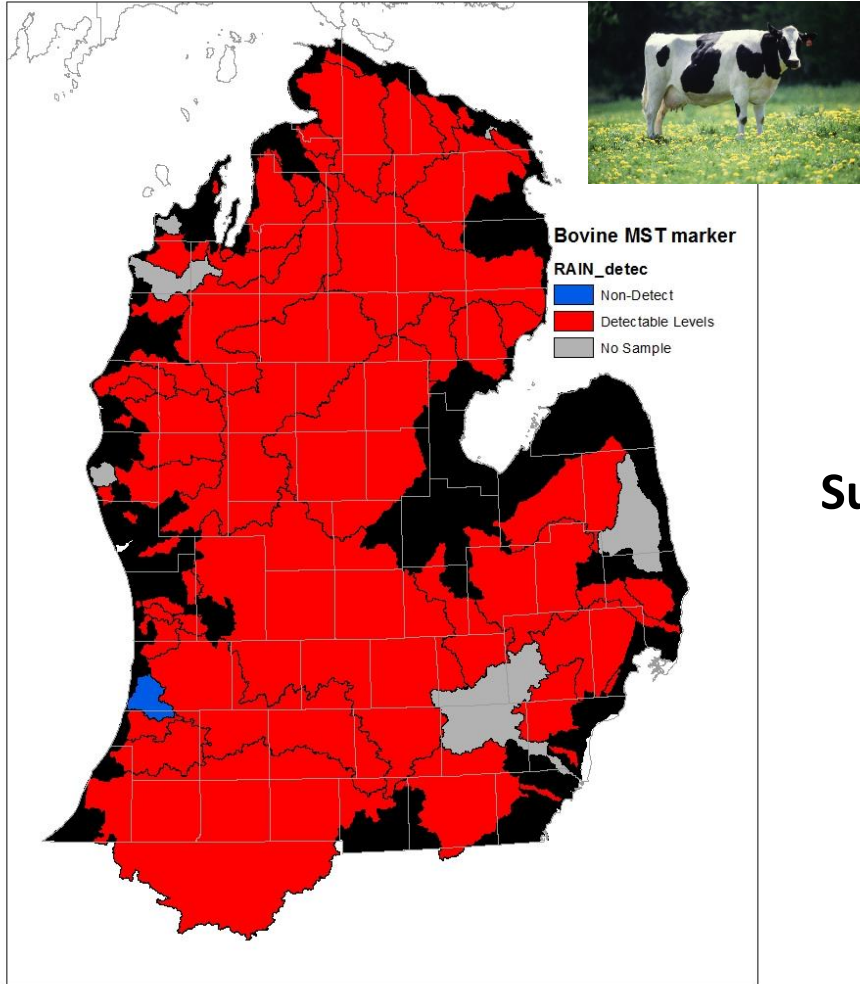 Bovine MST marker
RAIN_detec
Non-Detect
Detectable Levels
No Sample
Su